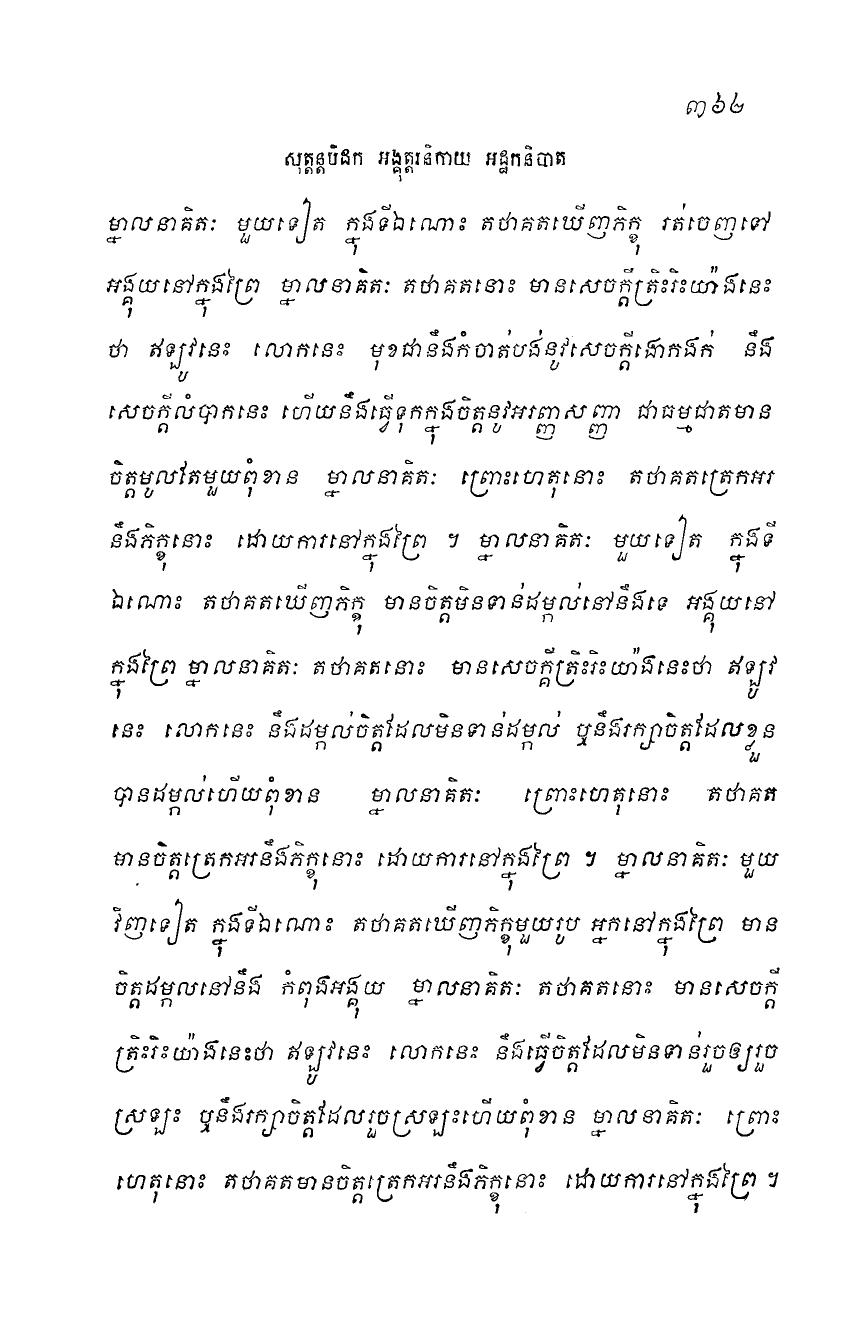 ៣៦៤
សុត្តន្តបិដក អង្គុត្តរនិកាយ អដ្ឋកនិបាត
ម្នាលនាគិតៈ មួយទៀត ក្នុងទីឯណោះ តថាគតឃើញភិក្ខុ រត់ចេញទៅ
អង្គុយនៅក្នុងព្រៃ ម្នាលនាគិតៈ តថាគតនោះ មានសេចក្តីត្រិះរិះយ៉ាងនេះ
ថា ឥឡូវនេះ លោកនេះ មុខជានឹងកំចាត់បង់នូវសេចក្តីងោកងក់ នឹង
សេចក្តីលំបាកនេះ ហើយនឹងធ្វើទុកក្នុងចិត្តនូវអរញ្ញសញ្ញា ជាធម្មជាតមាន
ចិត្តមូលតែមួយពុំខាន ម្នាលនាគិតៈ ព្រោះហេតុនោះ តថាគតត្រេកអរ
នឹងភិក្ខុនោះ ដោយការនៅក្នុងព្រៃ ។ ម្នាលនាគិតៈ មួយទៀត ក្នុងទី
ឯណោះ តថាគតឃើញភិក្ខុ មានចិត្តមិនទាន់ដម្កល់នៅនឹងទេ អង្គុយនៅ
ក្នុងព្រៃ ម្នាលនាគិតៈ តថាគតនោះ មានសេចក្តីត្រិះរិះយ៉ាងនេះថា ឥឡូវ
នេះ លោកនេះ នឹងដម្កល់ចិត្តដែលមិនទាន់ដម្កល់ ឬនឹងរក្សាចិត្តដែលខ្លួន
បានដម្កល់ហើយពុំខាន ម្នាលនាគិតៈ ព្រោះហេតុនោះ តថាគត
មានចិត្តត្រេកអរនឹងភិក្ខុនោះ ដោយការនៅក្នុងព្រៃ ។ ម្នាលនាគិតៈ មួយ
វិញទៀត ក្នុងទីឯណោះ តថាគតឃើញភិក្ខុមួយរូប អ្នកនៅក្នុងព្រៃ មាន
ចិត្តដម្កលនៅនឹង កំពុងអង្គុយ ម្នាលនាគិតៈ តថាគតនោះ មានសេចក្តី
ត្រិះរិះយ៉ាងនេះថា ឥឡូវនេះ លោកនេះ នឹងធ្វើចិត្តដែលមិនទាន់រួចឲ្យរួច
ស្រឡះ ឬនឹងរក្សាចិត្តដែលរួចស្រឡះហើយពុំខាន ម្នាលនាគិតៈ ព្រោះ
ហេតុនោះ តថាគតមានចិត្តត្រេកអរនឹងភិក្ខុនោះ ដោយការនៅក្នុងព្រៃ ។